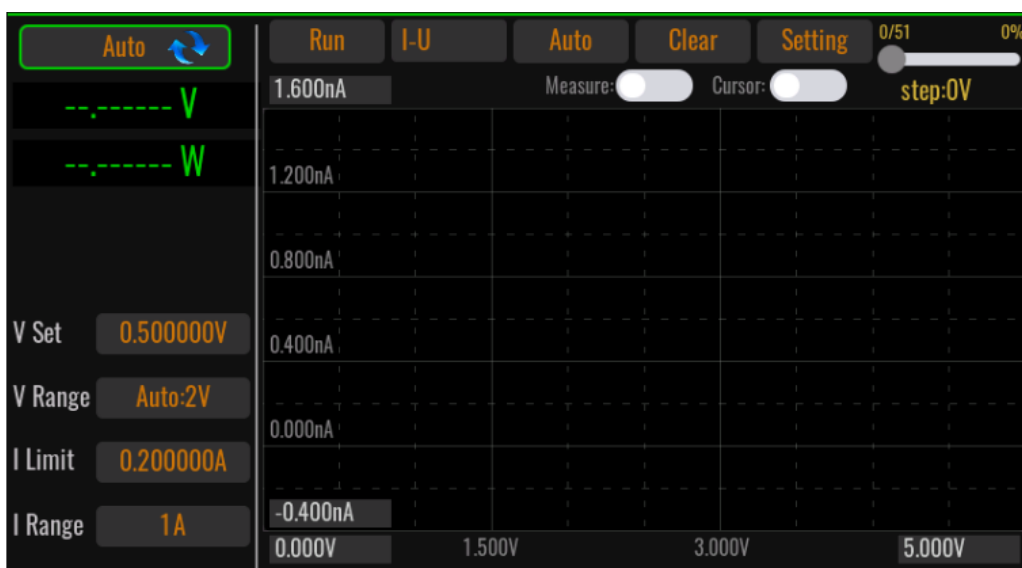 Auto
--.------ V
--.------ W
V Set 0.500000V
V Range Auto:2V
I Limit 0.200000A
I Range 1A
Run I-U Auto Clear Setting 0/51 0%
1.600nA Measure: Cursor: step:0V
1.200nA
0.800nA
0.400nA
0.000nA
-0.400nA
0.000V 1.500V 3.000V 5.000V